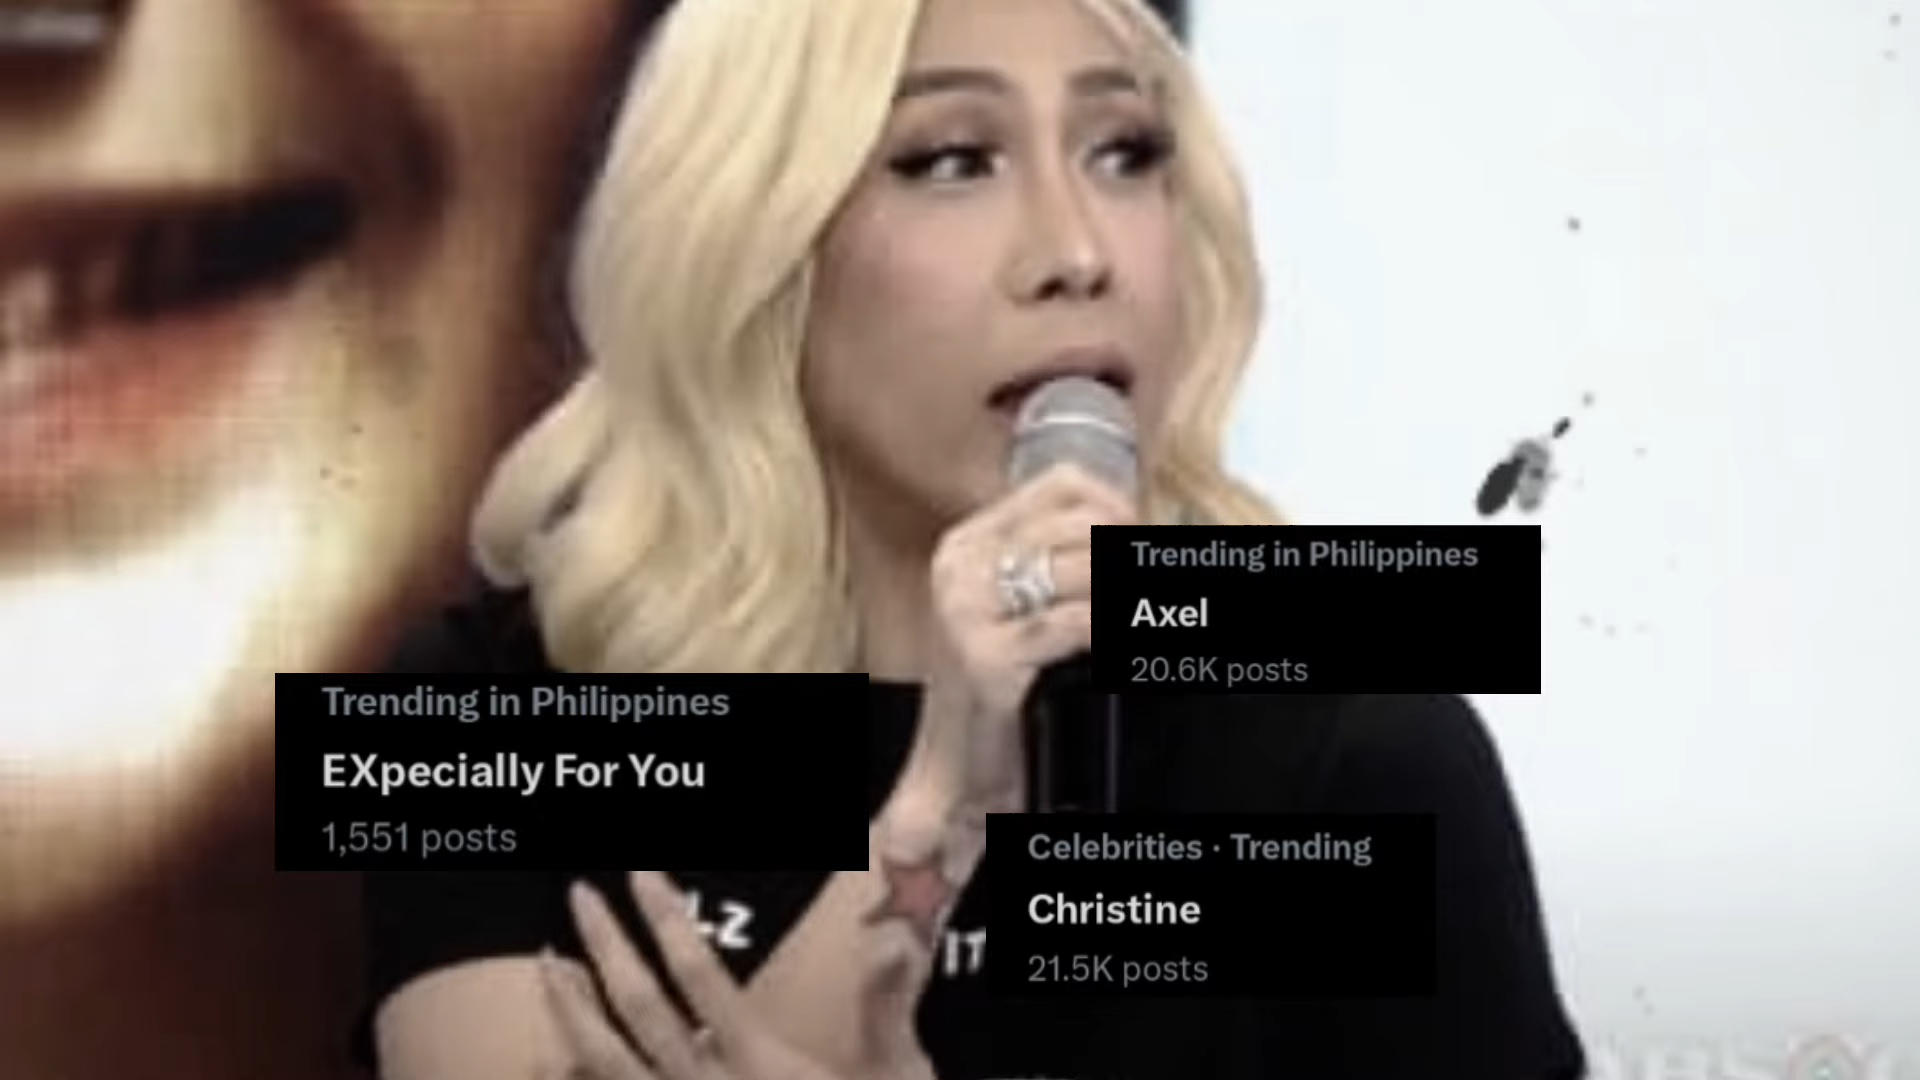 Trending in Philippines
Axel
20.6K posts
Trending in Philippines
EXpecially For You
1,551 posts
Celebrities · Trending
Christine
21.5K posts
IT